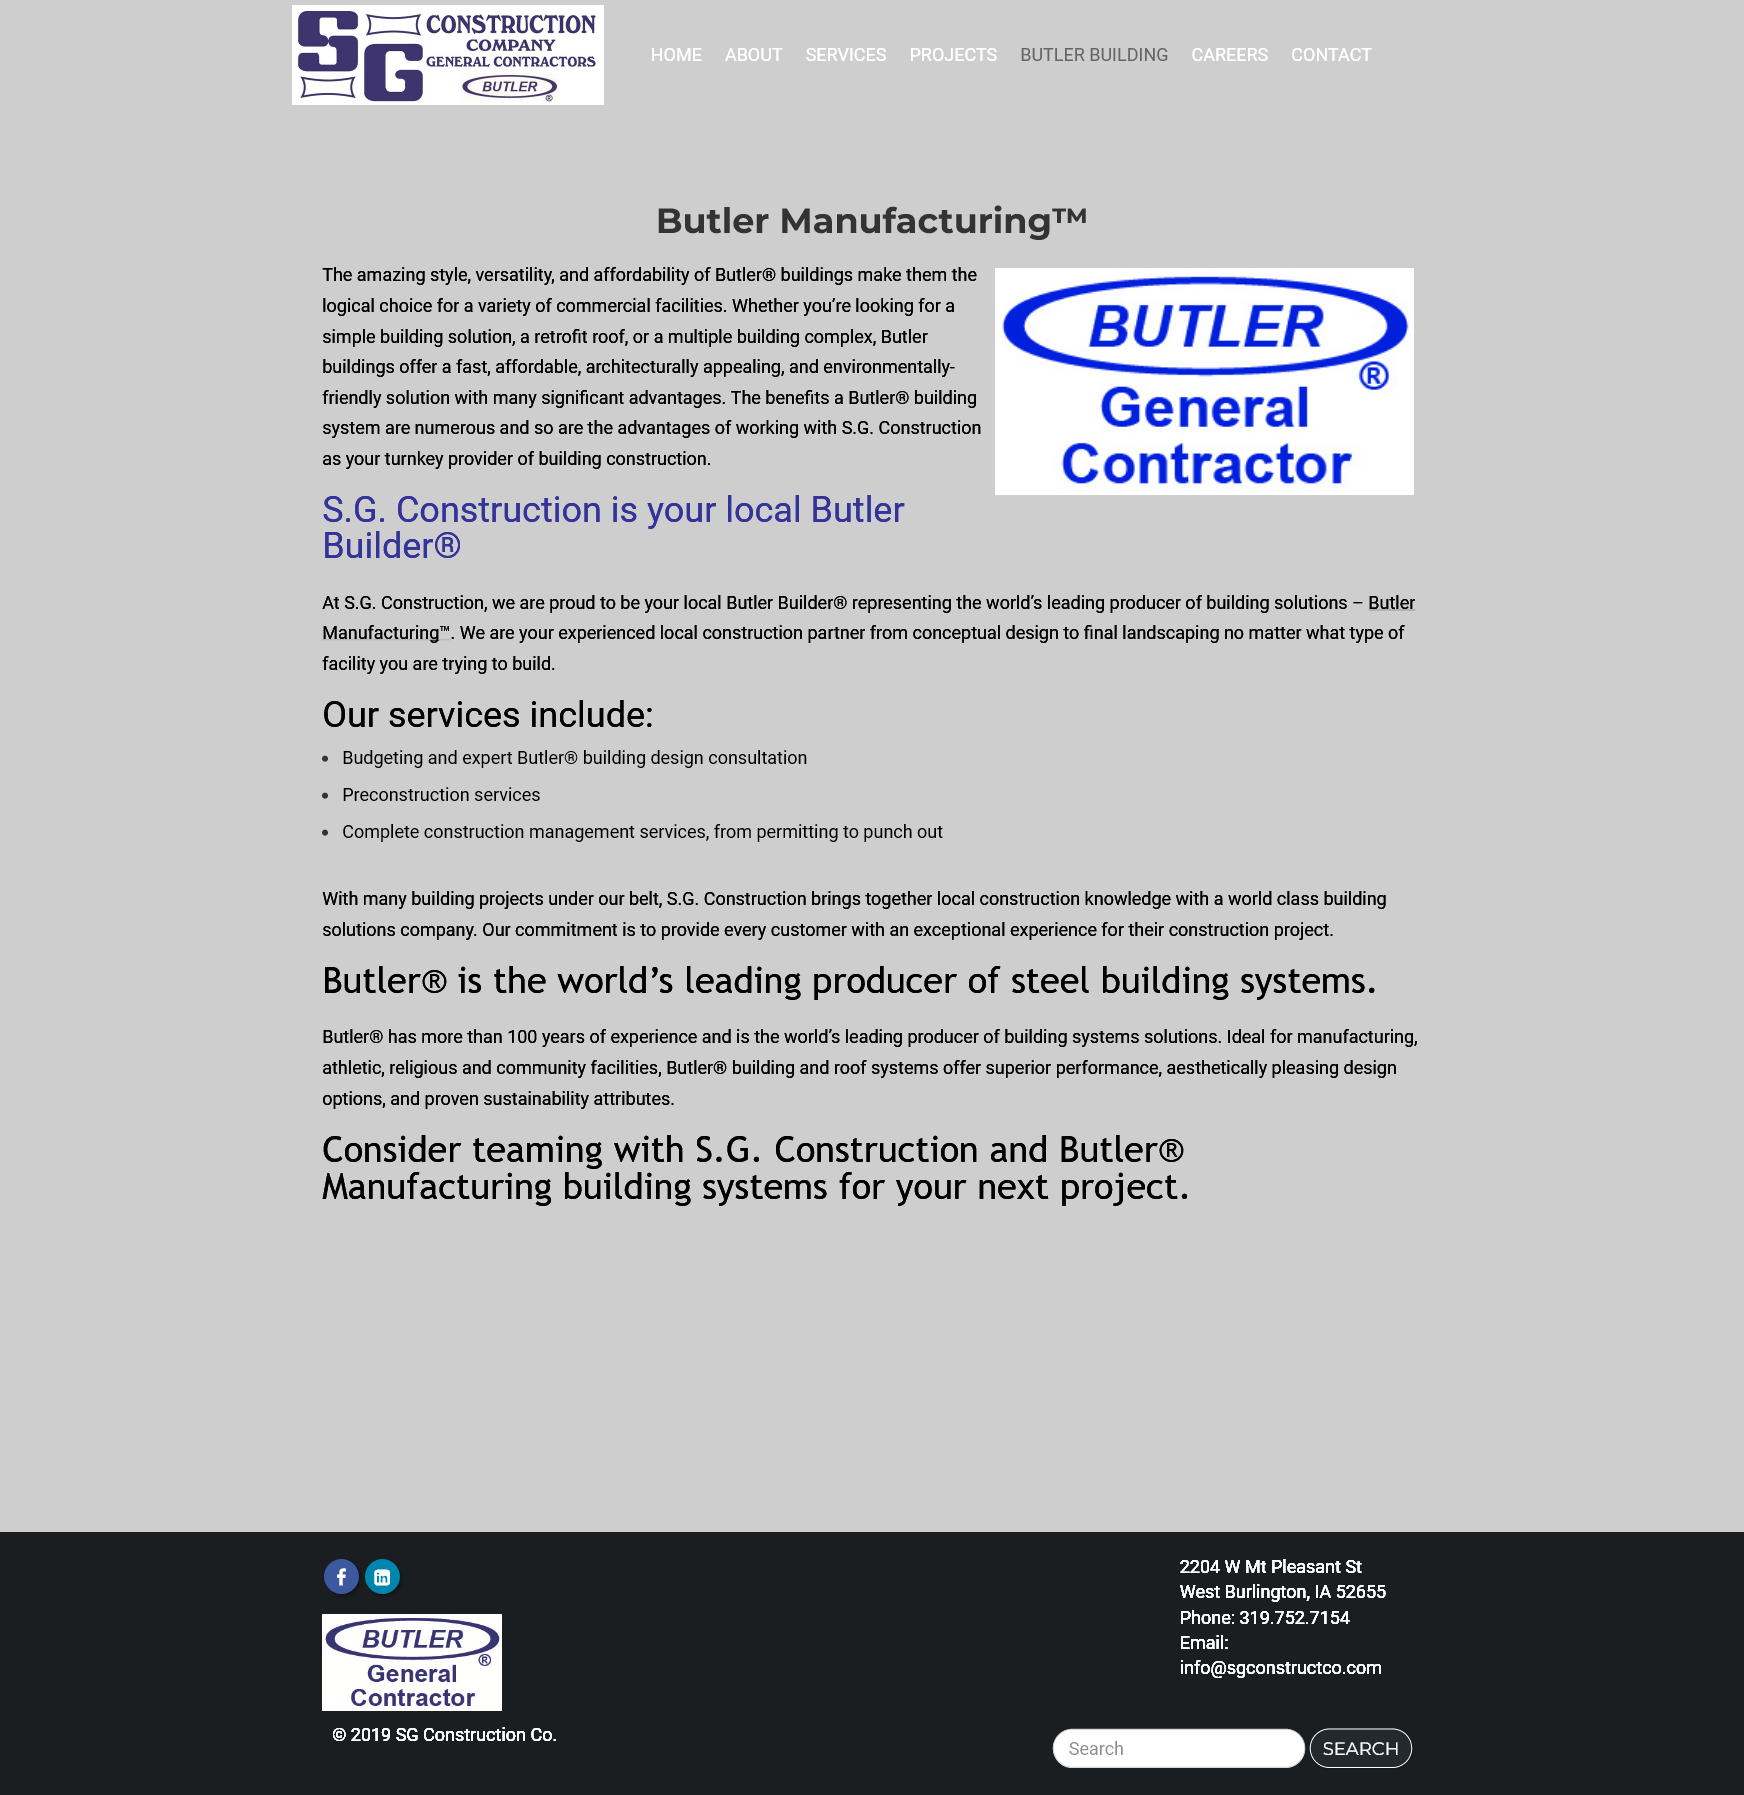 SG CONSTRUCTION
COMPANY
GENERAL CONTRACTORS
BUTLER ®
HOME ABOUT SERVICES PROJECTS BUTLER BUILDING CAREERS CONTACT
Butler Manufacturing™
The amazing style, versatility, and affordability of Butler® buildings make them the
logical choice for a variety of commercial facilities. Whether you’re looking for a
simple building solution, a retrofit roof, or a multiple building complex, Butler
buildings offer a fast, affordable, architecturally appealing, and environmentally-
friendly solution with many significant advantages. The benefits a Butler® building
system are numerous and so are the advantages of working with S.G. Construction
as your turnkey provider of building construction.
BUTLER
®
General
Contractor
S.G. Construction is your local Butler
Builder®
At S.G. Construction, we are proud to be your local Butler Builder® representing the world’s leading producer of building solutions – Butler
Manufacturing™. We are your experienced local construction partner from conceptual design to final landscaping no matter what type of
facility you are trying to build.
Our services include:
• Budgeting and expert Butler® building design consultation
• Preconstruction services
• Complete construction management services, from permitting to punch out
With many building projects under our belt, S.G. Construction brings together local construction knowledge with a world class building
solutions company. Our commitment is to provide every customer with an exceptional experience for their construction project.
Butler® is the world’s leading producer of steel building systems.
Butler® has more than 100 years of experience and is the world’s leading producer of building systems solutions. Ideal for manufacturing,
athletic, religious and community facilities, Butler® building and roof systems offer superior performance, aesthetically pleasing design
options, and proven sustainability attributes.
Consider teaming with S.G. Construction and Butler®
Manufacturing building systems for your next project.
BUTLER
®
General
Contractor
© 2019 SG Construction Co.
2204 W Mt Pleasant St
West Burlington, IA 52655
Phone: 319.752.7154
Email:
info@sgconstructco.com
Search SEARCH